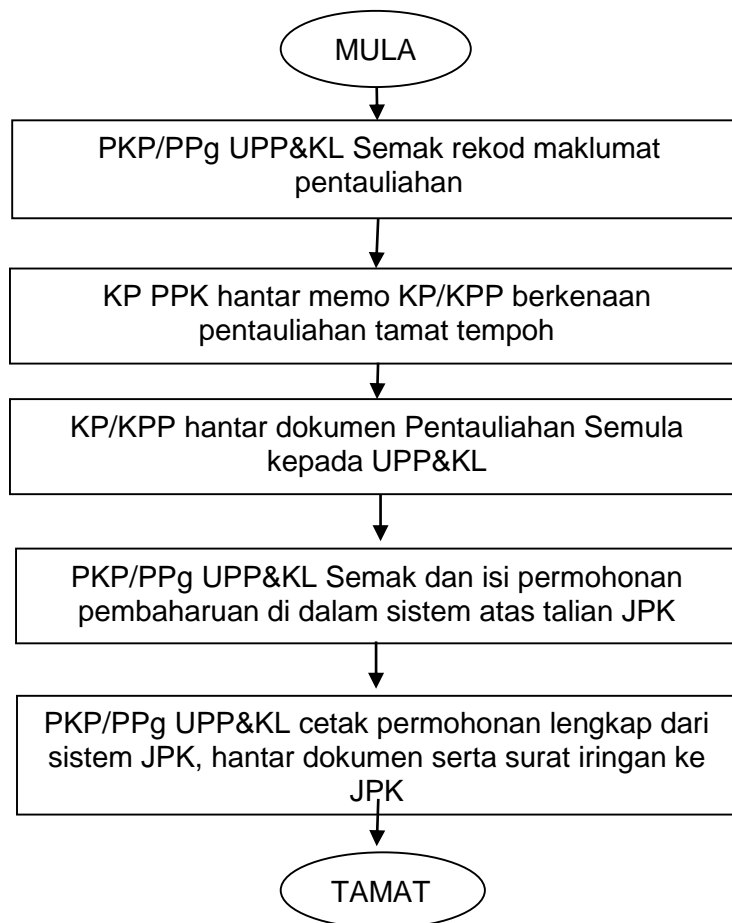 MULA
PKP/PPg UPP&KL Semak rekod maklumat
pentauliahan
KP PPK hantar memo KP/KPP berkenaan
pentauliahan tamat tempoh
KP/KPP hantar dokumen Pentauliahan Semula
kepada UPP&KL
PKP/PPg UPP&KL Semak dan isi permohonan
pembaharuan di dalam sistem atas talian JPK
PKP/PPg UPP&KL cetak permohonan lengkap dari
sistem JPK, hantar dokumen serta surat iringan ke
JPK
TAMAT